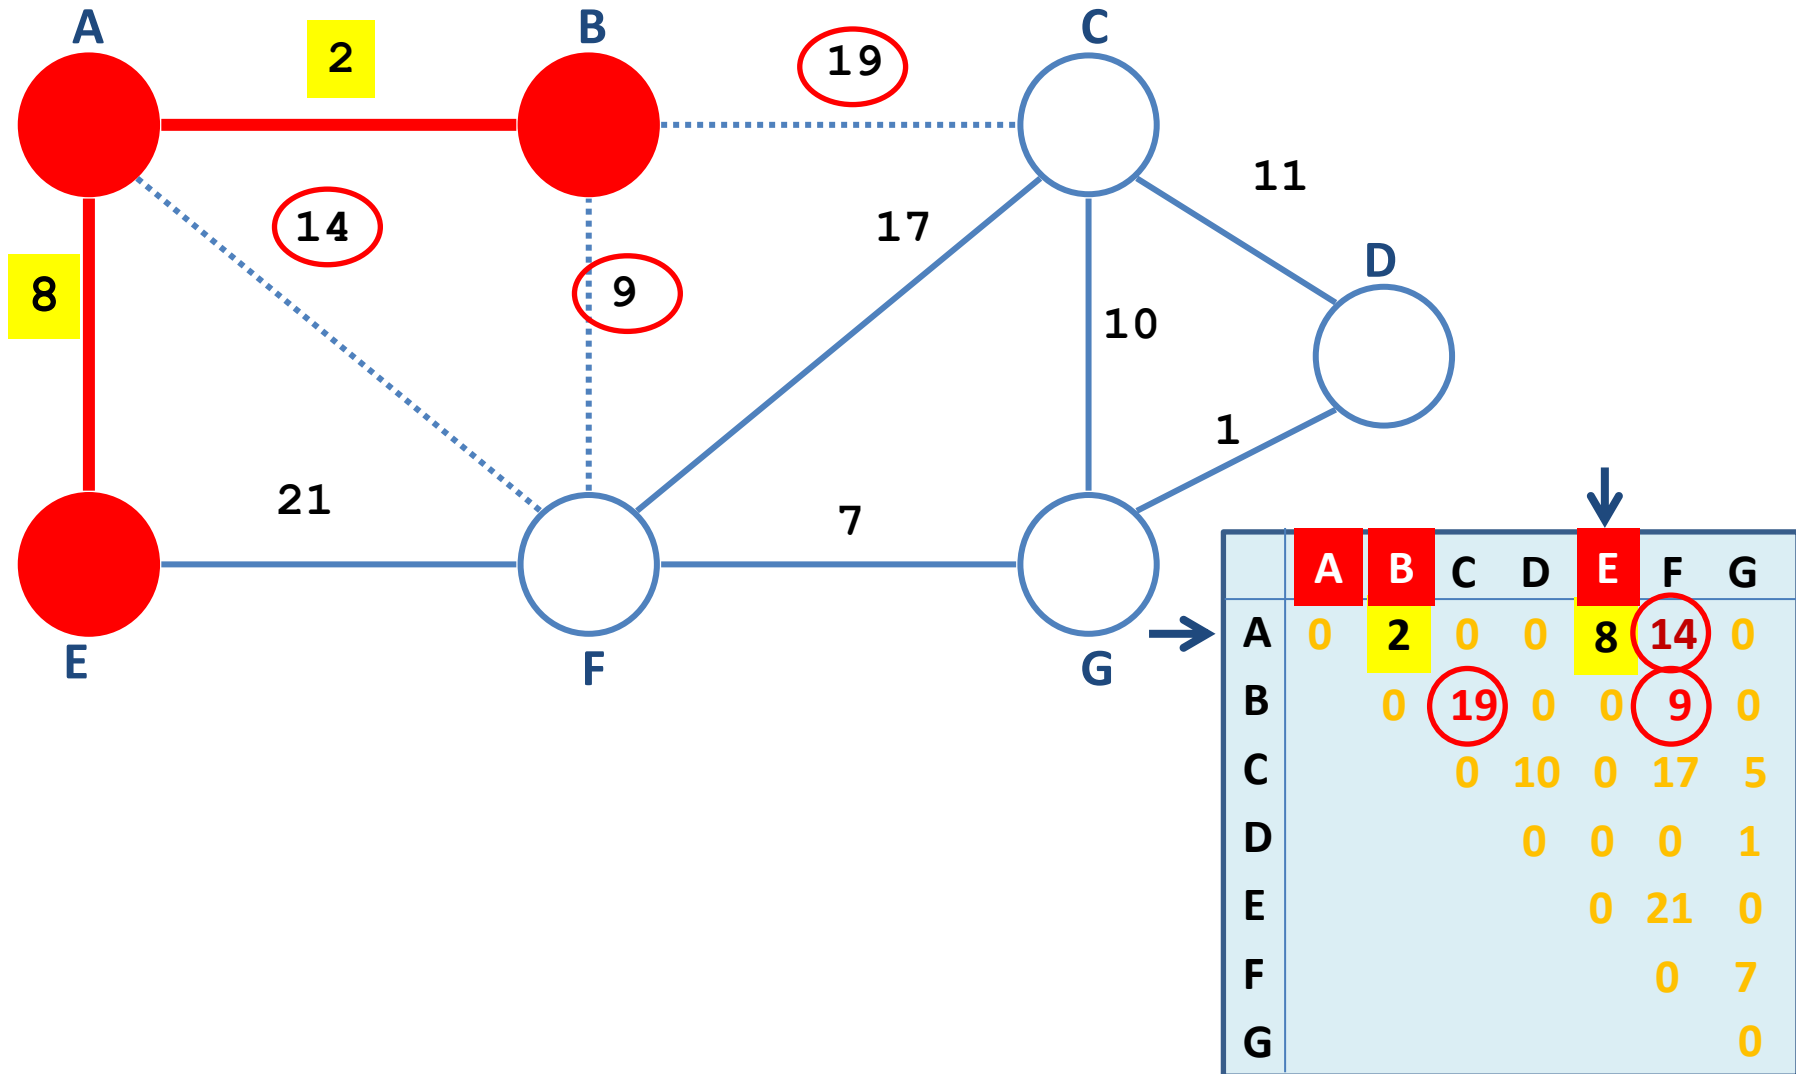 A B C
2 19
14 17 11
8 9 D
10
1
21 7
E F G
A B C D E F G
A 0 2 0 0 8 14 0
B 0 19 0 0 9 0
C 0 10 0 17 5
D 0 0 0 1
E 0 21 0
F 0 7
G 0